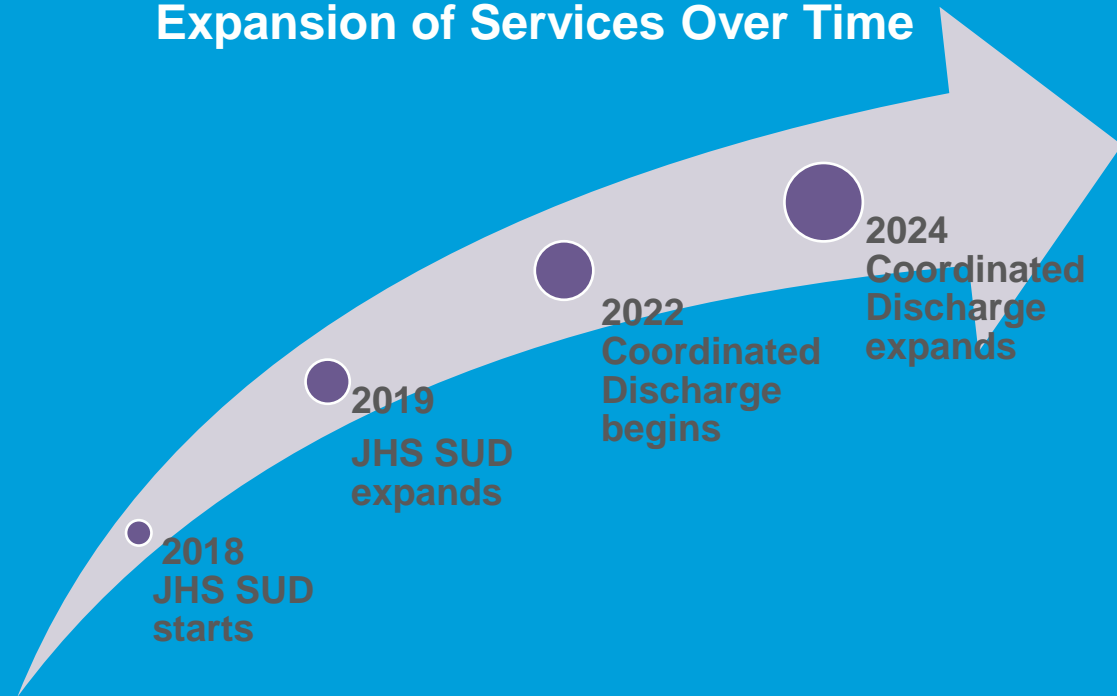 Expansion of Services Over Time
2018
JHS SUD
starts
2019
JHS SUD
expands
2022
Coordinated
Discharge
begins
2024
Coordinated
Discharge
expands